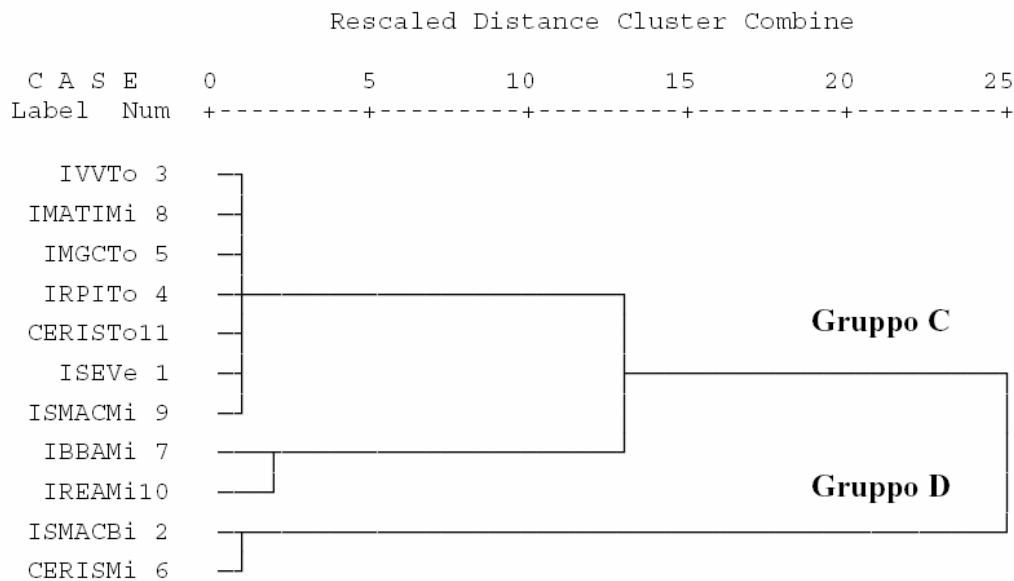 Rescaled Distance Cluster Combine
C A S E 0 5 10 15 20 25
Label Num +---------+---------+---------+---------+---------+
IVVTo 3
IMATIMi 8
IMGCTo 5
IRPITo 4
Gruppo C
CERISTo11
ISEVe 1
ISMACMi 9
IBBAMi 7
IREAMi10
Gruppo D
ISMACBi 2
CERISMi 6